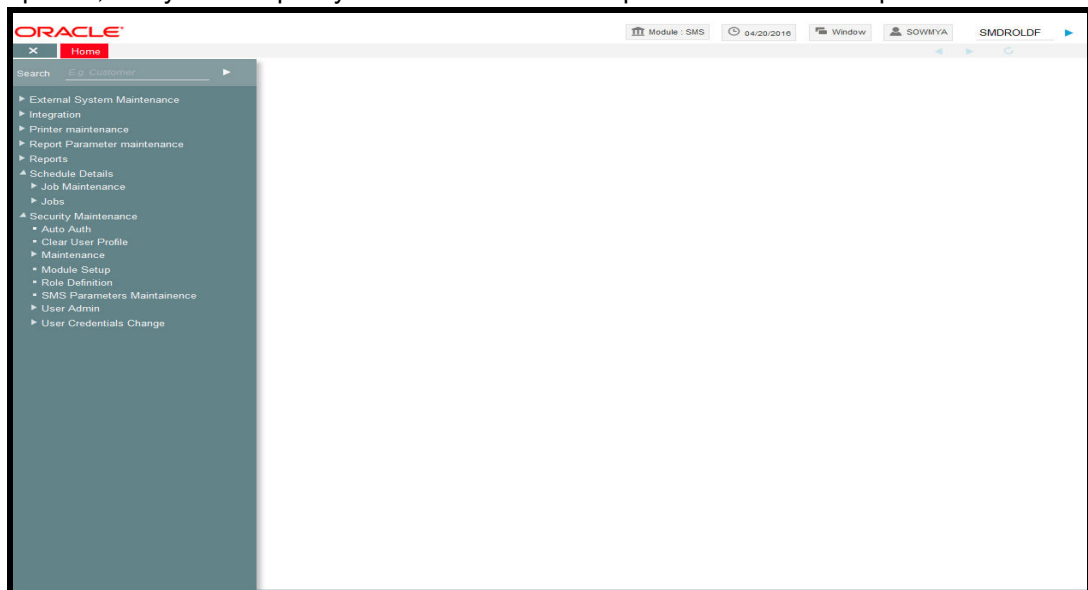 ORACLE
Module : SMS
04/20/2016
Window
SOWMYA
SMDROLDF
Home
Search E.g. Customer
External System Maintenance
Integration
Printer maintenance
Report Parameter maintenance
Reports
Schedule Details
Job Maintenance
Jobs
Security Maintenance
Auto Auth
Clear User Profile
Maintenance
Module Setup
Role Definition
SMS Parameters Maintainence
User Admin
User Credentials Change